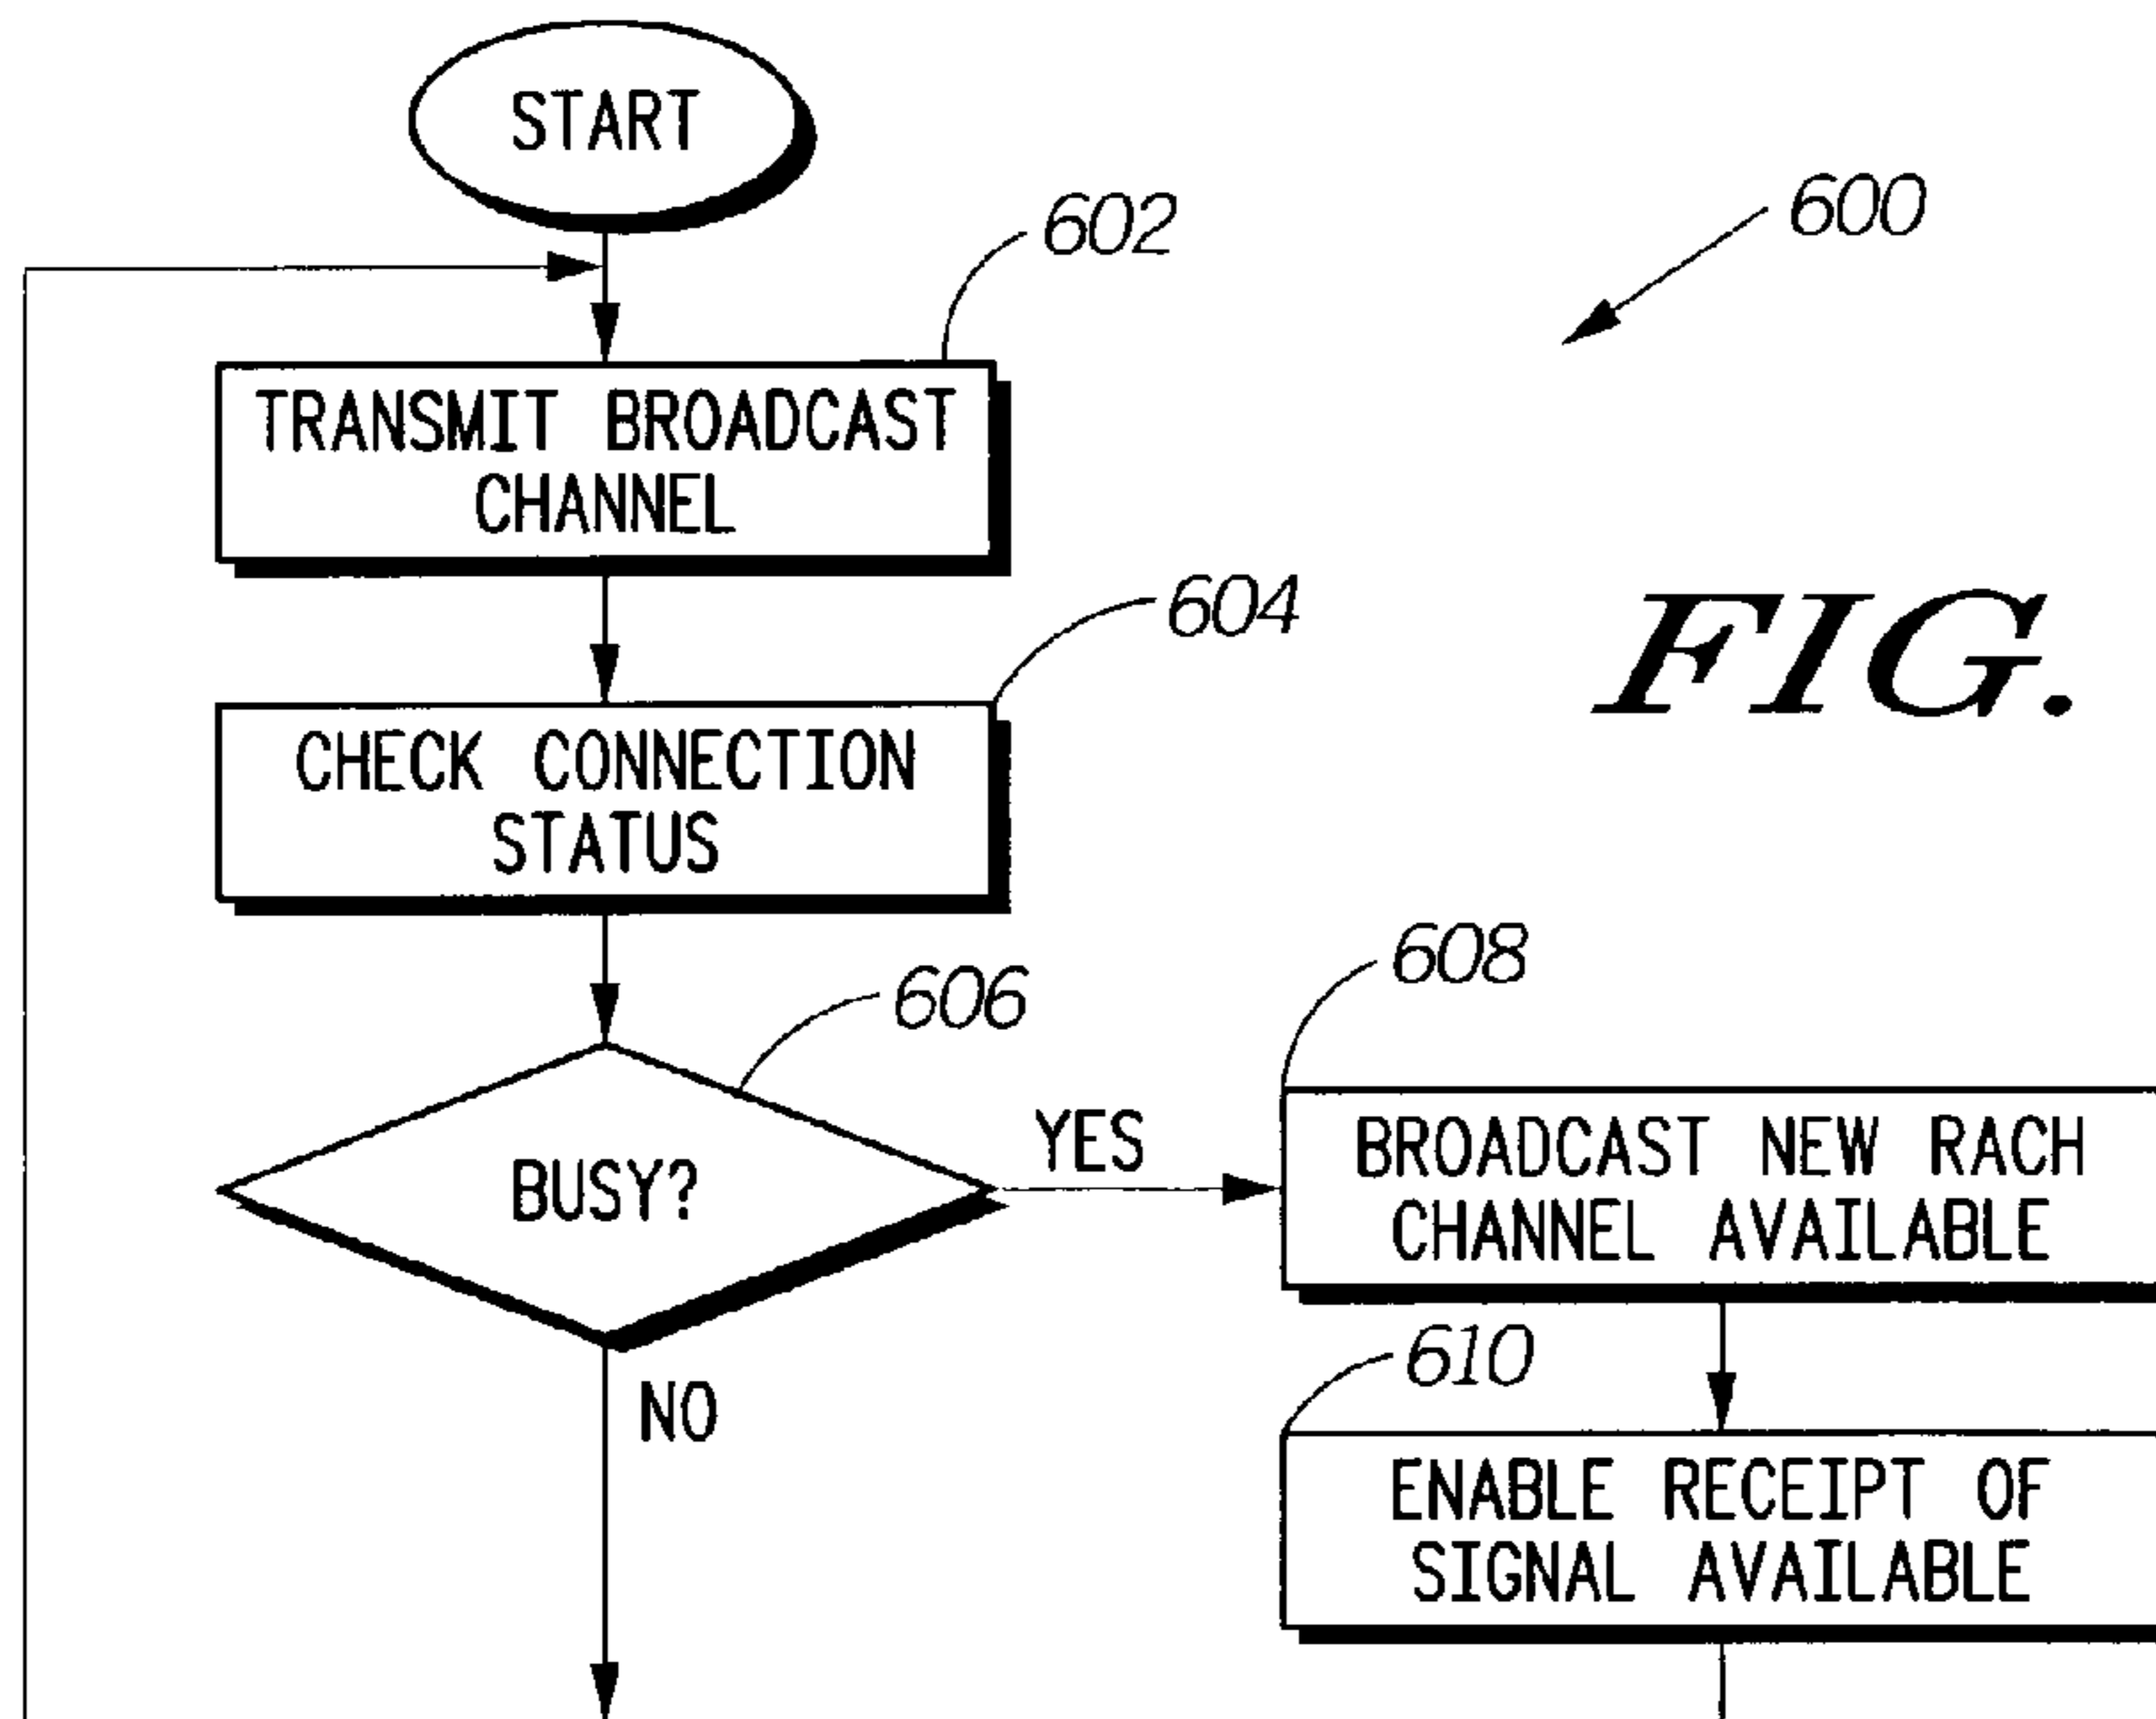 START
602
600
TRANSMIT BROADCAST
CHANNEL
604
FIG.
CHECK CONNECTION
STATUS
606
608
BUSY?
YES
BROADCAST NEW RACH
CHANNEL AVAILABLE
NO
610
ENABLE RECEIPT OF
SIGNAL AVAILABLE